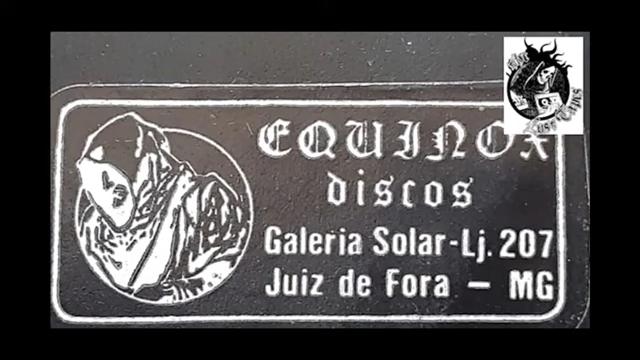 EQUINOX
discos
Galeria Solar-Lj. 207
Juiz de Fora — MG